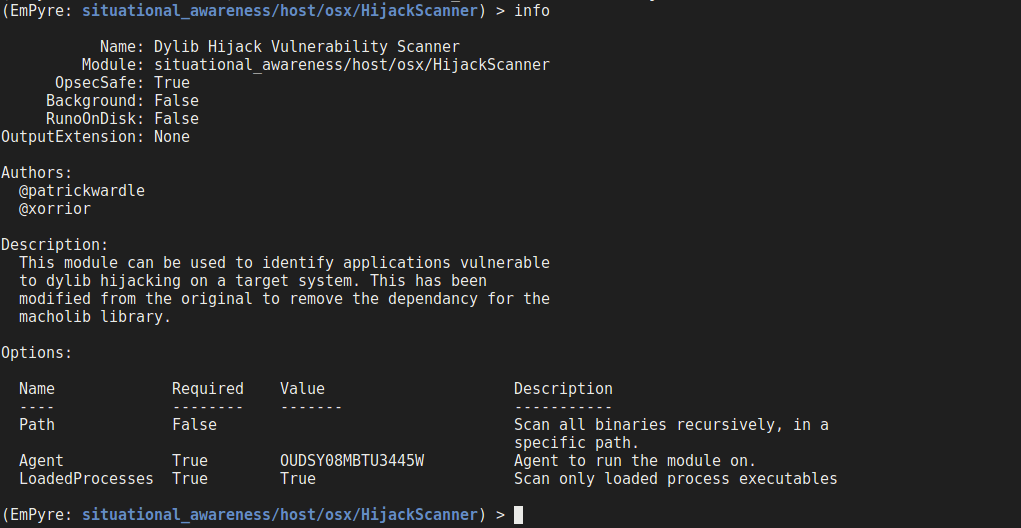 (EmPyre: situational_awareness/host/osx/HijackScanner) > info
Name: Dylib Hijack Vulnerability Scanner
Module: situational_awareness/host/osx/HijackScanner
OpsecSafe: True
Background: False
RunoOnDisk: False
OutputExtension: None
Authors:
@patrickwardle
@xorrior
Description:
This module can be used to identify applications vulnerable
to dylib hijacking on a target system. This has been
modified from the original to remove the dependancy for the
macholib library.
Options:
Name Required Value Description
---- -------- ------- -----------
Path False Scan all binaries recursively, in a
specific path.
Agent True OUDSY08MBTU3445W Agent to run the module on.
LoadedProcesses True True Scan only loaded process executables
(EmPyre: situational_awareness/host/osx/HijackScanner) >